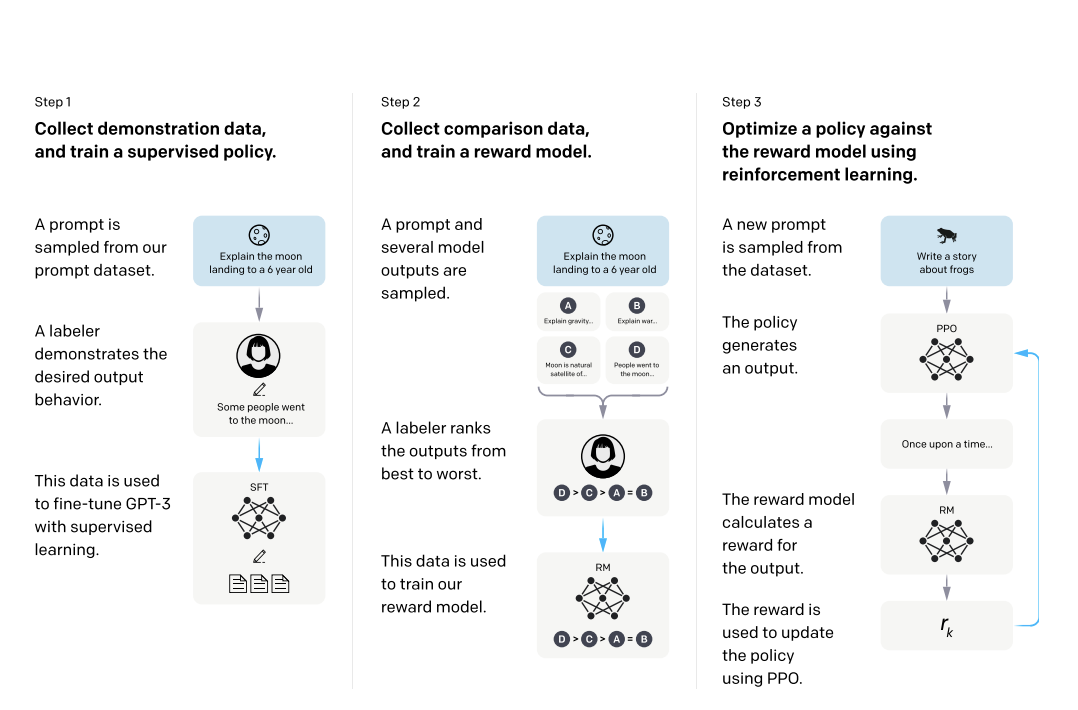 Step 1
Collect demonstration data,
and train a supervised policy.
A prompt is
sampled from our
prompt dataset.
Explain the moon
landing to a 6 year old
A labeler
demonstrates the
desired output
behavior.
Some people went
to the moon...
This data is used
to fine-tune GPT-3
with supervised
learning.
SFT
Step 2
Collect comparison data,
and train a reward model.
A prompt and
several model
outputs are
sampled.
Explain the moon
landing to a 6 year old
A
Explain gravity...
B
Explain war...
C
Moon is natural
satellite of...
D
People went to
the moon...
A labeler ranks
the outputs from
best to worst.
D > C > A = B
This data is used
to train our
reward model.
RM
D > C > A = B
Step 3
Optimize a policy against
the reward model using
reinforcement learning.
A new prompt
is sampled from
the dataset.
Write a story
about frogs
The policy
generates
an output.
PPO
Once upon a time...
The reward model
calculates a
reward for
the output.
RM
The reward is
used to update
the policy
using PPO.
r_k